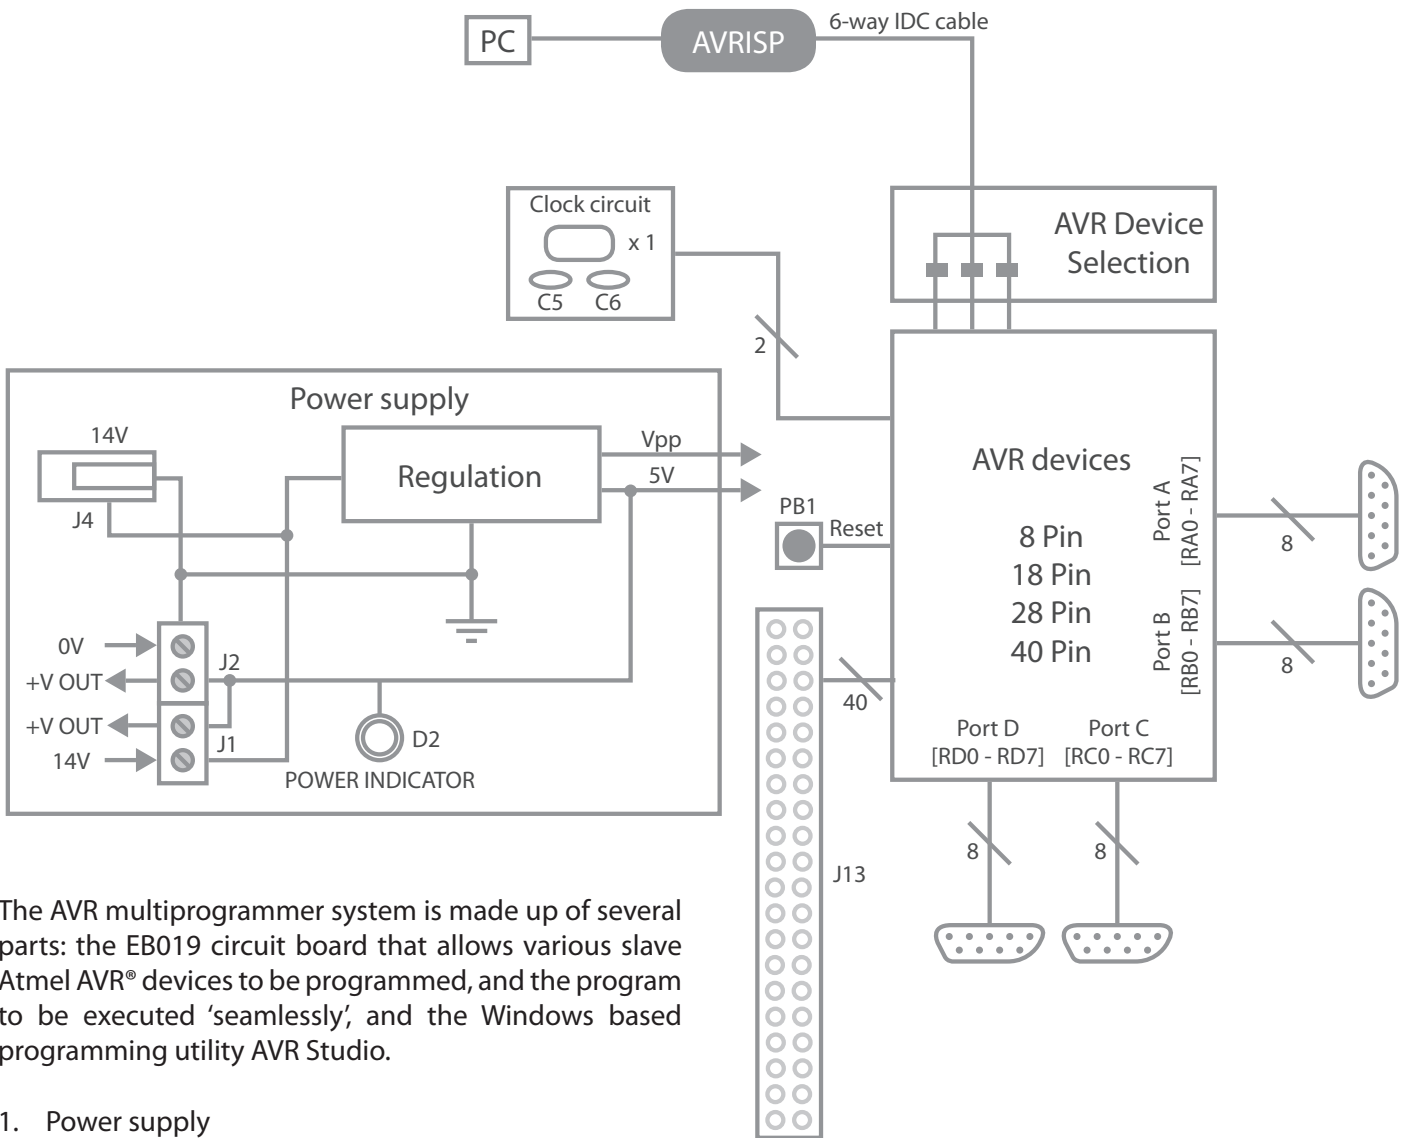 PC
AVRISP
6-way IDC cable
Clock circuit
x 1
C5
C6
AVR Device
Selection
2
Power supply
14V
J4
Regulation
Vpp
5V
0V
+V OUT
J2
+V OUT
J1
14V
D2
POWER INDICATOR
PB1
Reset
AVR devices
8 Pin
18 Pin
28 Pin
40 Pin
Port A
[RA0 - RA7]
8
Port B
[RB0 - RB7]
8
40
Port D
[RD0 - RD7]
Port C
[RC0 - RC7]
8
8
J13
The AVR multiprogrammer system is made up of several
parts: the EB019 circuit board that allows various slave
Atmel AVR® devices to be programmed, and the program
to be executed ‘seamlessly’, and the Windows based
programming utility AVR Studio.
1. Power supply